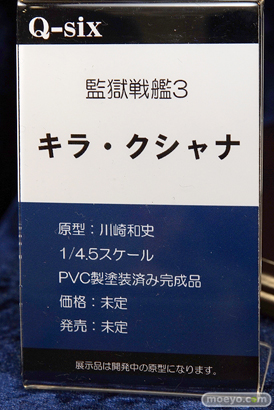 Q-six
監獄戦艦3
キラ・クシャナ
原型：川崎和史
1/4.5スケール
PVC製塗装済み完成品
価格：未定
発売：未定
展示品は開発中の原型になります。
moeyo.com